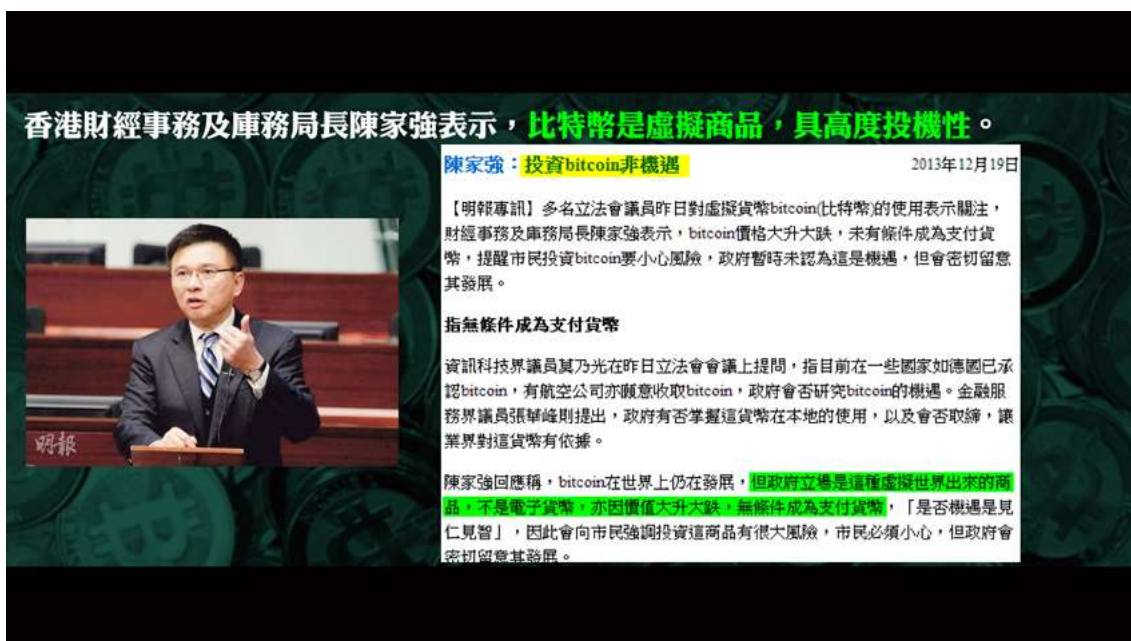 香港財經事務及庫務局長陳家強表示，比特幣是虛擬商品，具高度投機性。
陳家強：投資bitcoin非機遇
2013年12月19日
【明報專訊】多名立法會議員昨日對虛擬貨幣bitcoin(比特幣)的使用表示關注，
財經事務及庫務局長陳家強表示，bitcoin價格大升大跌，未有條件成為支付貨
幣，提醒市民投資bitcoin要小心風險，政府暫時未認為這是機遇，但會密切留意
其發展。
指無條件成為支付貨幣
資訊科技界議員莫乃光在昨日立法會會議上提問，指目前在一些國家如德國已承
認bitcoin，有航空公司亦願意收取bitcoin，政府會否研究bitcoin的機遇。金融服
務界議員張華峰則提出，政府有否掌握這貨幣在本地的使用，以及會否取締，讓
業界對這貨幣有依據。
陳家強回應稱，bitcoin在世界上仍在發展，但政府立場是這種虛擬世界出來的商
品，不是電子貨幣，亦因價值大升大跌，無條件成為支付貨幣，「是否機遇是見
仁見智」，因此會向市民強調投資這商品有很大風險，市民必須小心，但政府會
密切留意其發展。
明報